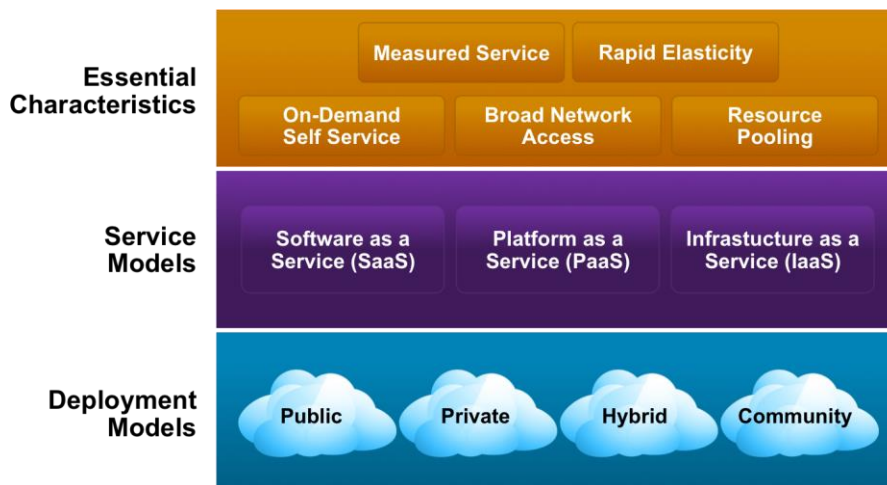 Essential
Characteristics
Measured Service
Rapid Elasticity
On-Demand
Self Service
Broad Network
Access
Resource
Pooling
Service
Models
Software as a
Service (SaaS)
Platform as a
Service (PaaS)
Infrastucture as a
Service (IaaS)
Deployment
Models
Public
Private
Hybrid
Community